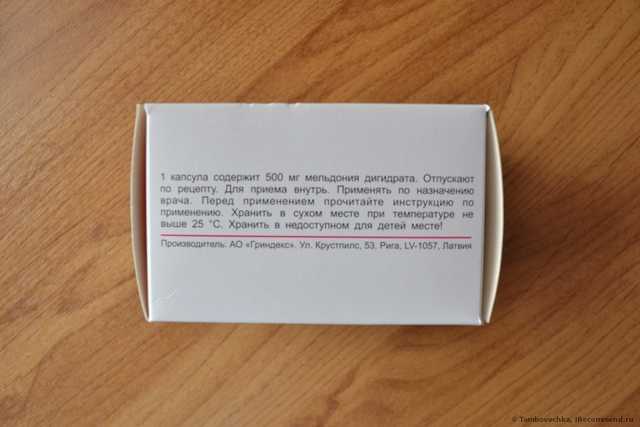 1 капсула содержит 500 мг мельдония дигидрата. Отпускают
по рецепту. Для приема внутрь. Применять по назначению
врача. Перед применением прочитайте инструкцию по
применению. Хранить в сухом месте при температуре не
выше 25 °С. Хранить в недоступном для детей месте!
Производитель: АО «Гриндекс». Ул. Крустпилс, 53, Рига, LV-1057, Латвия
© Tambovochka, IRecommend.ru